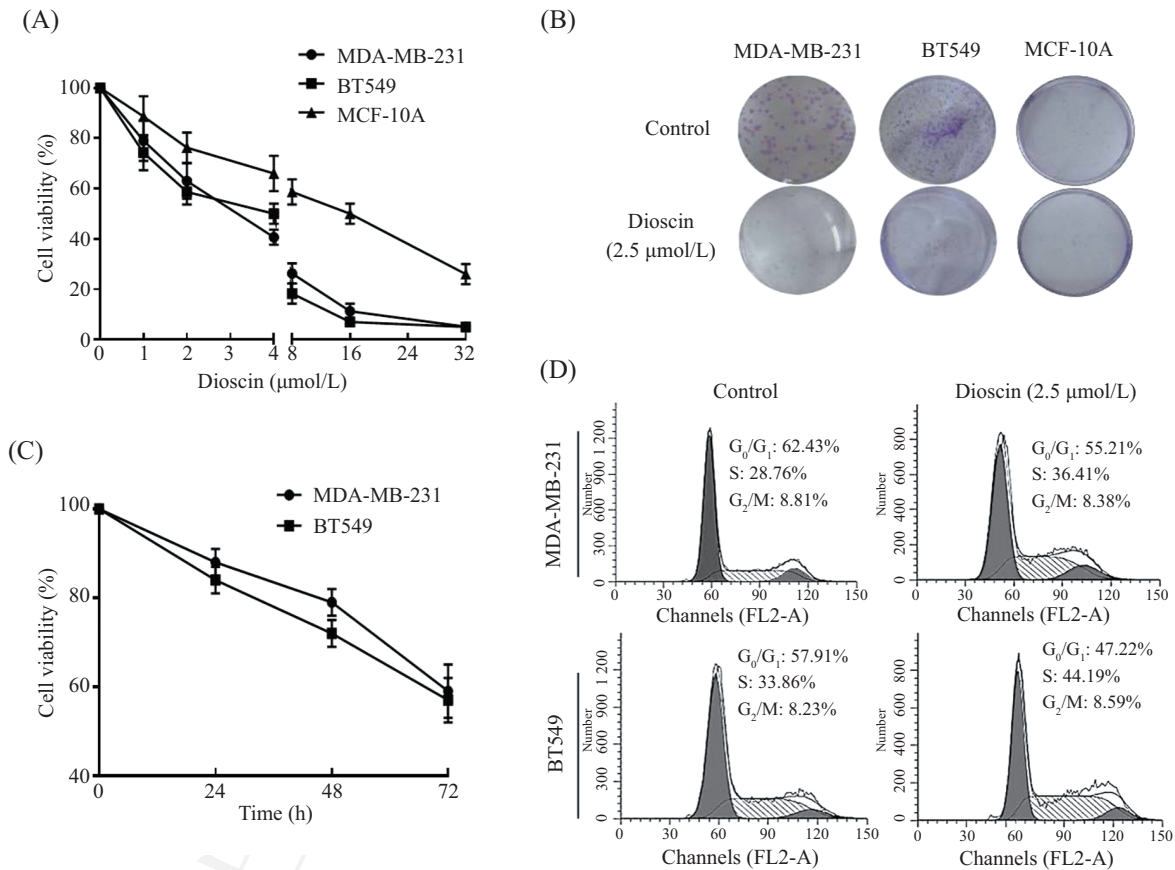 (A)
MDA-MB-231
BT549
MCF-10A
100
80
60
40
20
0
Cell viability (%)
0 1 2 3 4 8 16 24 32
Dioscin (μmol/L)
(B)
MDA-MB-231 BT549 MCF-10A
Control
Dioscin
(2.5 μmol/L)
(C)
MDA-MB-231
BT549
100
80
60
40
Cell viability (%)
0 24 48 72
Time (h)
(D)
Control Dioscin (2.5 μmol/L)
MDA-MB-231
Number
1 200
900
600
300
0
G₀/G₁: 62.43%
S: 28.76%
G₂/M: 8.81%
0 30 60 90 120 150
Channels (FL2-A)
Number
800
600
400
200
0
G₀/G₁: 55.21%
S: 36.41%
G₂/M: 8.38%
0 30 60 90 120 150
Channels (FL2-A)
BT549
Number
1 200
900
600
300
0
G₀/G₁: 57.91%
S: 33.86%
G₂/M: 8.23%
0 30 60 90 120 150
Channels (FL2-A)
Number
800
600
400
200
0
G₀/G₁: 47.22%
S: 44.19%
G₂/M: 8.59%
0 30 60 90 120 150
Channels (FL2-A)